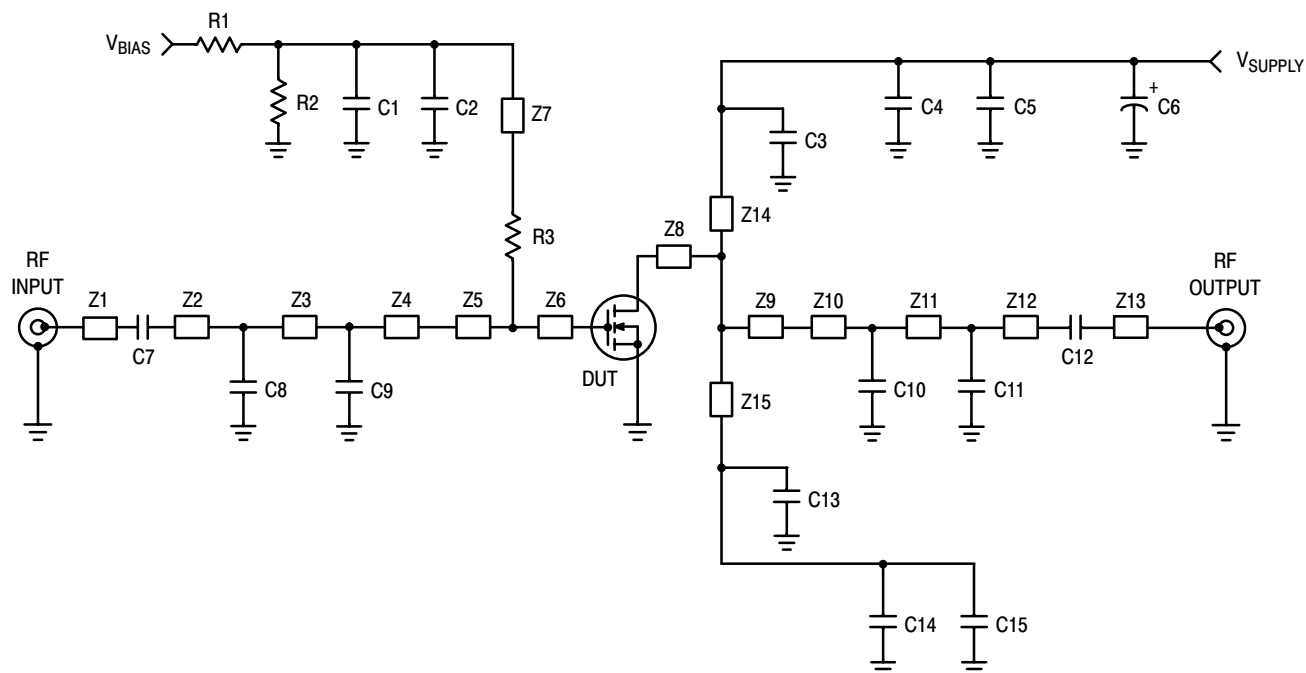 R1
VBIAS
R2
C1
C2
Z7
R3
VSUPPLY
C3
C4
C5
+
C6
Z14
Z8
RF
INPUT
Z1
C7
Z2
C8
Z3
C9
Z4
Z5
Z6
DUT
Z9
Z10
C10
Z11
C11
Z12
C12
Z13
RF
OUTPUT
Z15
C13
C14
C15